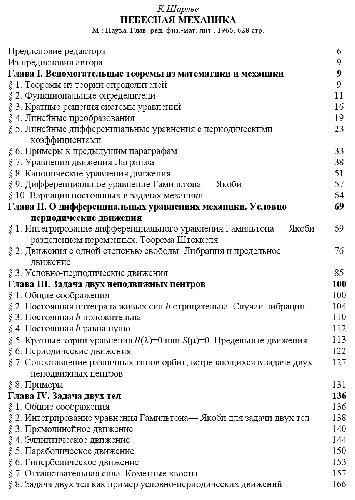 К. Шарлье
НЕБЕСНАЯ МЕХАНИКА
М.: Наука. Глав. ред. физ.-мат. лит., 1966, 628 стр.
Предисловие редактора 6
Из предисловия автора 9
Глава I. Вспомогательные теоремы из математики и механики 9
§ 1. Теоремы из теории определителей 9
§ 2. Функциональные определители 11
§ 3. Кратные решения системы уравнений 16
§ 4. Линейные преобразования 19
§ 5. Линейные дифференциальные уравнения с периодическими 23
коэффициентами
§ 6. Примеры к предыдущим параграфам 33
§ 7. Уравнения движения Лагранжа 38
§ 8. Канонические уравнения движения 51
§ 9. Дифференциальное уравнение Гамильтона — Якоби 57
§ 10. Вариация постоянных в задачах механики 64
Глава II. О дифференциальных уравнениях механики. Условно- 69
периодические движения
§ 1. Интегрирование дифференциального уравнения Гамильтона — Якоби 69
разделением переменных. Теорема Штеккеля
§ 2. Движения с одной степенью свободы. Либрация и предельное 76
движение
§ 3. Условно-периодические движения 85
Глава III. Задача двух неподвижных центров 100
§ 1. Общие соображения 100
§ 2. Постоянная интеграла живых сил h отрицательна. Случаи либрации 104
§ 3. Постоянная h положительна 110
§ 4. Постоянная h равна нулю 112
§ 5. Кратные корни уравнений R(λ)=0 или S(μ)=0. Предельные движения 113
§ 6. Периодические движения 122
§ 7. Сопоставление различных типов орбит, встречающихся в задаче двух 127
неподвижных центров
§ 8. Примеры 131
Глава IV. Задача двух тел 136
§ 1. Общие соображения 136
§ 2. Интегрирование уравнения Гамильтона— Якоби для задачи двух тел 138
§ 3. Прямолинейное движение 140
§ 4. Эллиптическое движение 144
§ 5. Параболическое движение 150
§ 6. Гиперболическое движение 153
§ 7. Отталкивательная сила. Кометные хвосты 157
§ 8. Задача двух тел как пример условно-периодических движений 166